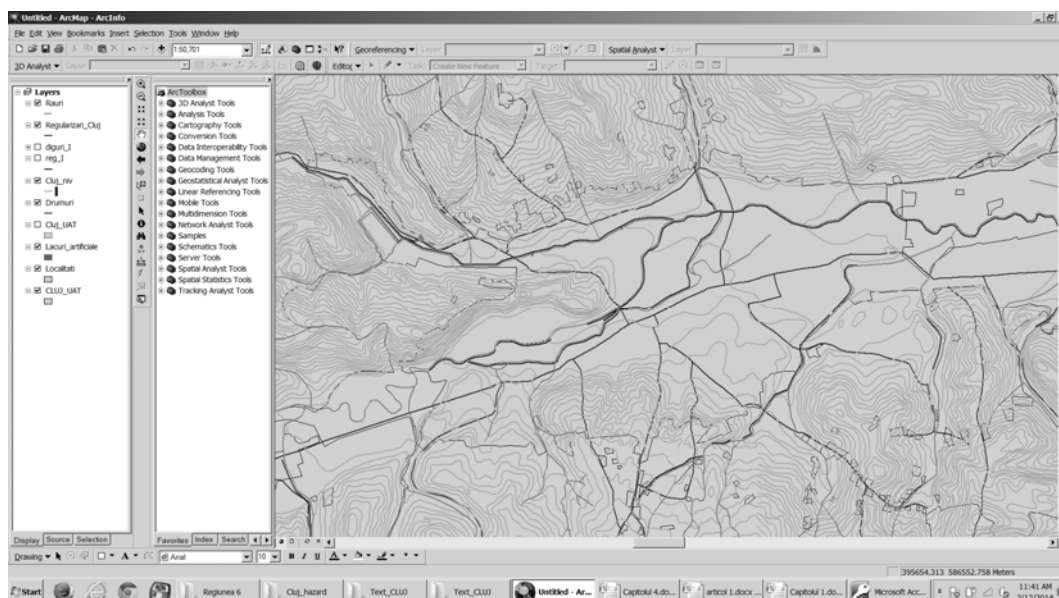 Untitled - ArcMap - ArcInfo
File Edit View Bookmarks Insert Selection Tools Window Help
1:50,701
Georeferencing
Layer:
Spatial Analyst
Layer:
3D Analyst
Layer:
Editor
Task:
Create New Feature
Target:
Layers
Rauri
Regularizari_Cluj
diguri_I
reg_I
Cluj_niv
Drumuri
Cluj_UAT
Lacuri_artificiale
Localitati
CLUJ_UAT
Display Source Selection
ArcToolbox
3D Analyst Tools
Analysis Tools
Cartography Tools
Conversion Tools
Data Interoperability Tools
Data Management Tools
Geocoding Tools
Geostatistical Analyst Tools
Linear Referencing Tools
Mobile Tools
Multidimension Tools
Network Analyst Tools
Samples
Schematics Tools
Server Tools
Spatial Analyst Tools
Spatial Statistics Tools
Tracking Analyst Tools
Favorites Index Search
Drawing
A
Arial
10
B I U A
395654.313 586552.758 Meters
Start
Regiunea 6
Cluj_hazard
Text_CLUJ
Text_CLUJ
Untitled - Ar...
Capitolul 4.do...
articol 1.docx ...
Capitolul 1.do...
Microsoft Acc...
11:41 AM